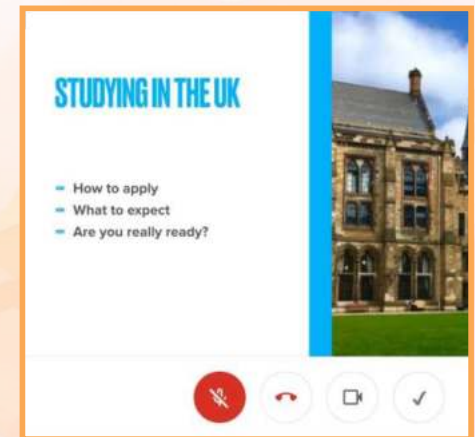 STUDYING IN THE UK
How to apply
What to expect
Are you really ready?